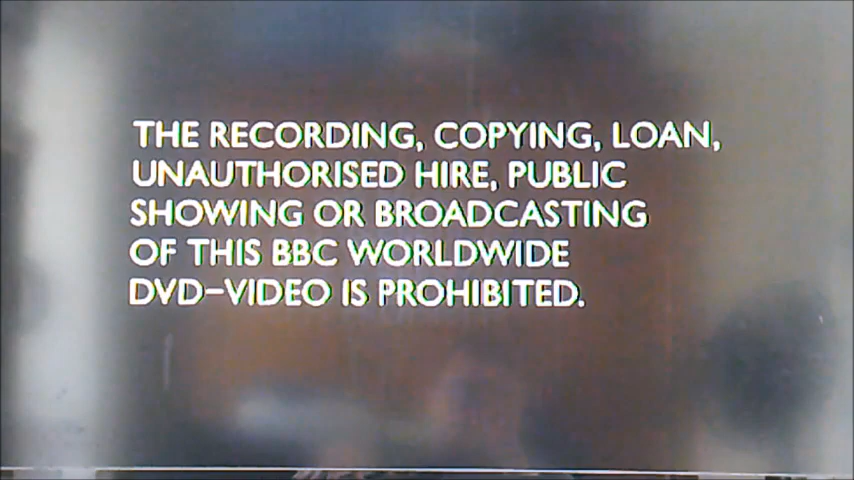 THE RECORDING, COPYING, LOAN,
UNAUTHORISED HIRE, PUBLIC
SHOWING OR BROADCASTING
OF THIS BBC WORLDWIDE
DVD-VIDEO IS PROHIBITED.